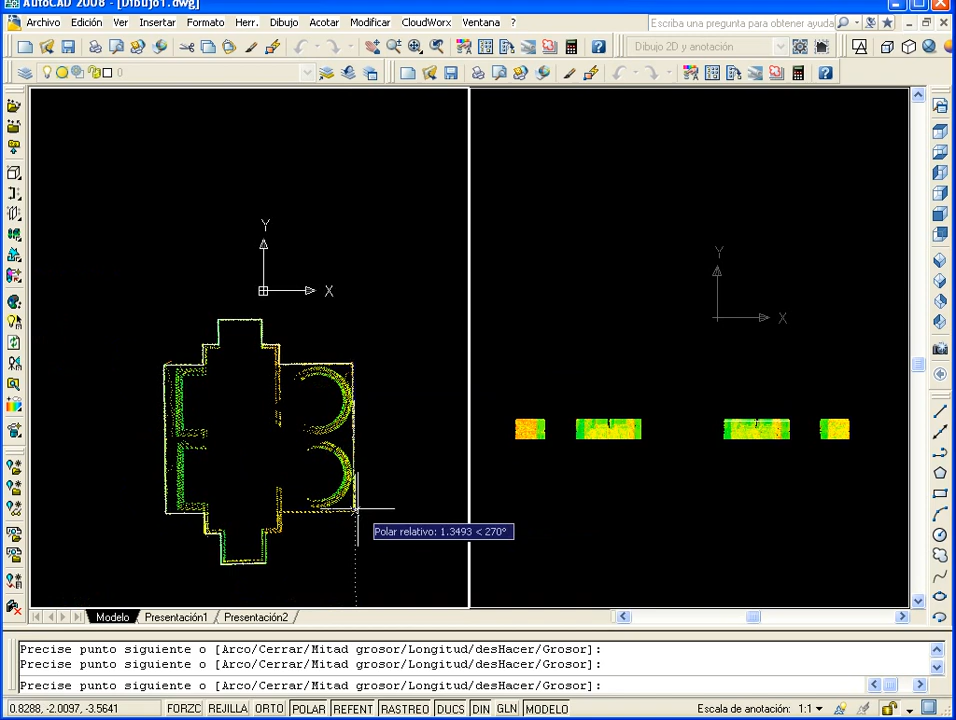 AutoCAD 2008 - [Dibujo1.dwg]
Archivo Edición Ver Insertar Formato Herr. Dibujo Acotar Modificar CloudWorx Ventana ?
Escriba una pregunta para obtener ayuda
Dibujo 2D y anotación
0
Y
X
Y
X
Polar relativo: 1.3493 < 270°
Modelo Presentación1 Presentación2
Precise punto siguiente o [Arco/Cerrar/Mitad grosor/Longitud/desHacer/Grosor]:
Precise punto siguiente o [Arco/Cerrar/Mitad grosor/Longitud/desHacer/Grosor]:
Precise punto siguiente o [Arco/Cerrar/Mitad grosor/Longitud/desHacer/Grosor]:
0.8288, -2.0097, -3.5641 FORZC REJILLA ORTO POLAR REFENT RASTREO DUCS DIN GLN MODELO Escala de anotación: 1:1